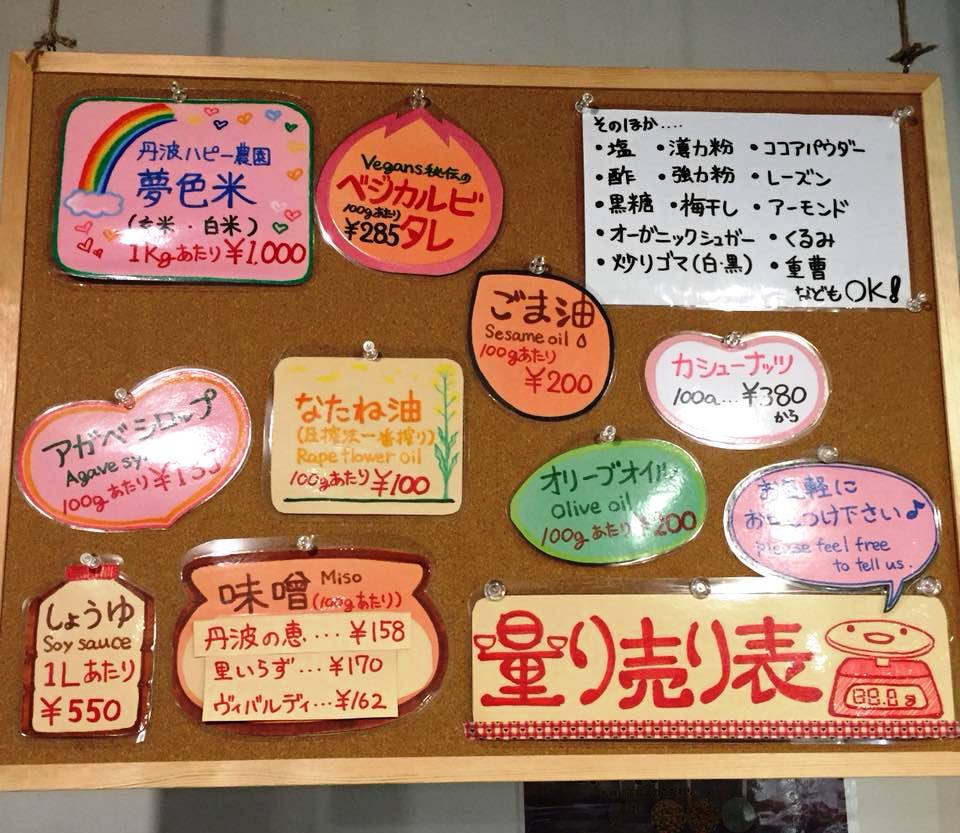 丹波ハピー農園
夢色米
(玄米・白米)
1Kgあたり ¥1,000
Vegans秘伝の
ベジカルビ
100gあたり
¥285 タレ
そのほか....
・塩 ・薄力粉 ・ココアパウダー
・酢 ・強力粉 ・レーズン
・黒糖 ・梅干し ・アーモンド
・オーガニックシュガー ・くるみ
・炒りゴマ(白・黒) ・重曹
などもOK!
ごま油
Sesame oil
100gあたり
¥200
カシューナッツ
100g...¥380
から
アガベシロップ
Agave
100gあたり
なたね油
(圧搾法一番搾り)
Rape flower oil
100gあたり ¥100
オリーブオイル
Olive oil
100gあたり ¥200
お気軽に
下さい♪
please feel free
to tell us.
しょうゆ
Soy sauce
1Lあたり
¥550
味噌 Miso
(100gあたり)
丹波の恵....¥158
里いらず...¥170
ヴィバルディ...¥162
量り売り表